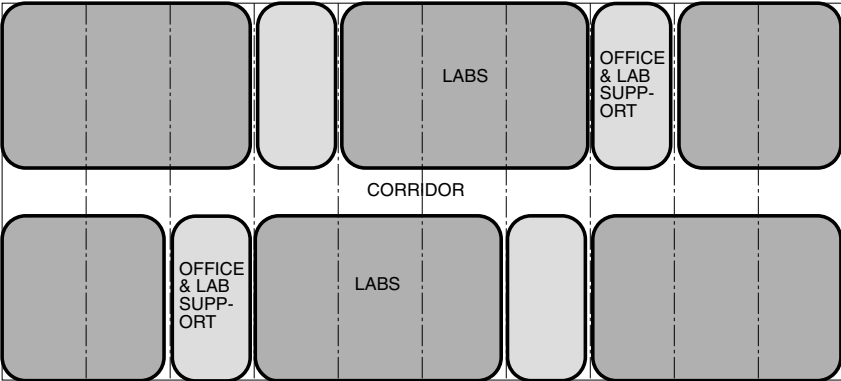 LABS
OFFICE
& LAB
SUPP-
ORT
CORRIDOR
OFFICE
& LAB
SUPP-
ORT
LABS